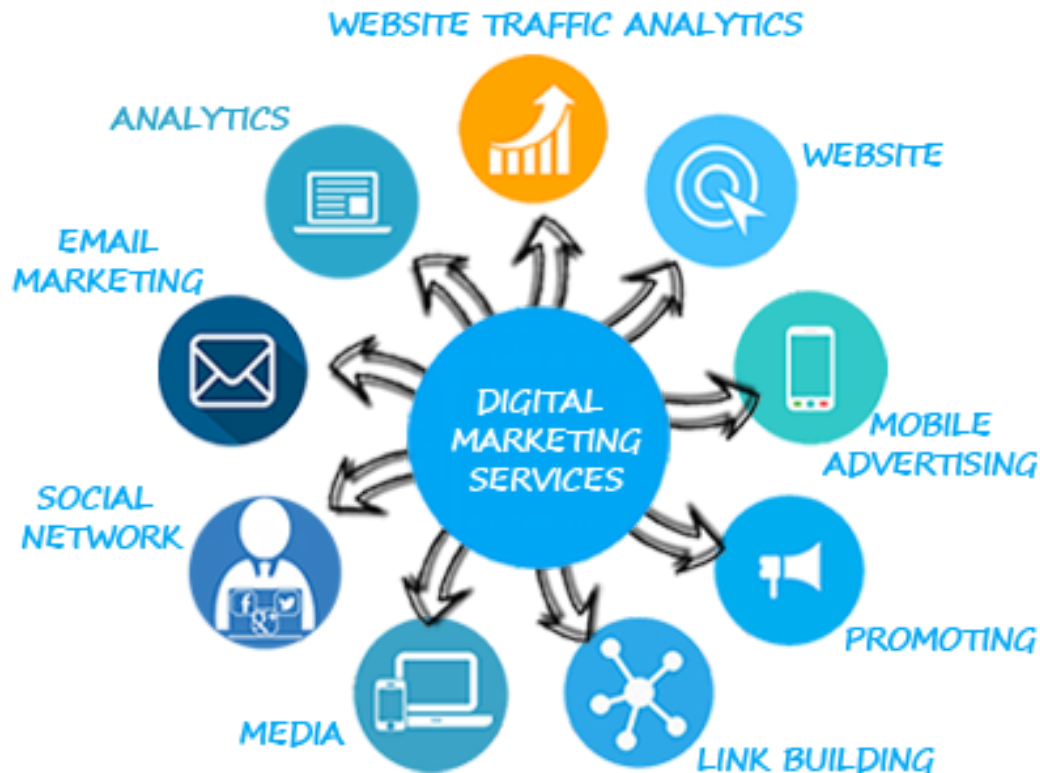 WEBSITE TRAFFIC ANALYTICS
ANALYTICS
WEBSITE
EMAIL
MARKETING
DIGITAL
MARKETING
SERVICES
MOBILE
ADVERTISING
SOCIAL
NETWORK
PROMOTING
MEDIA
LINK BUILDING